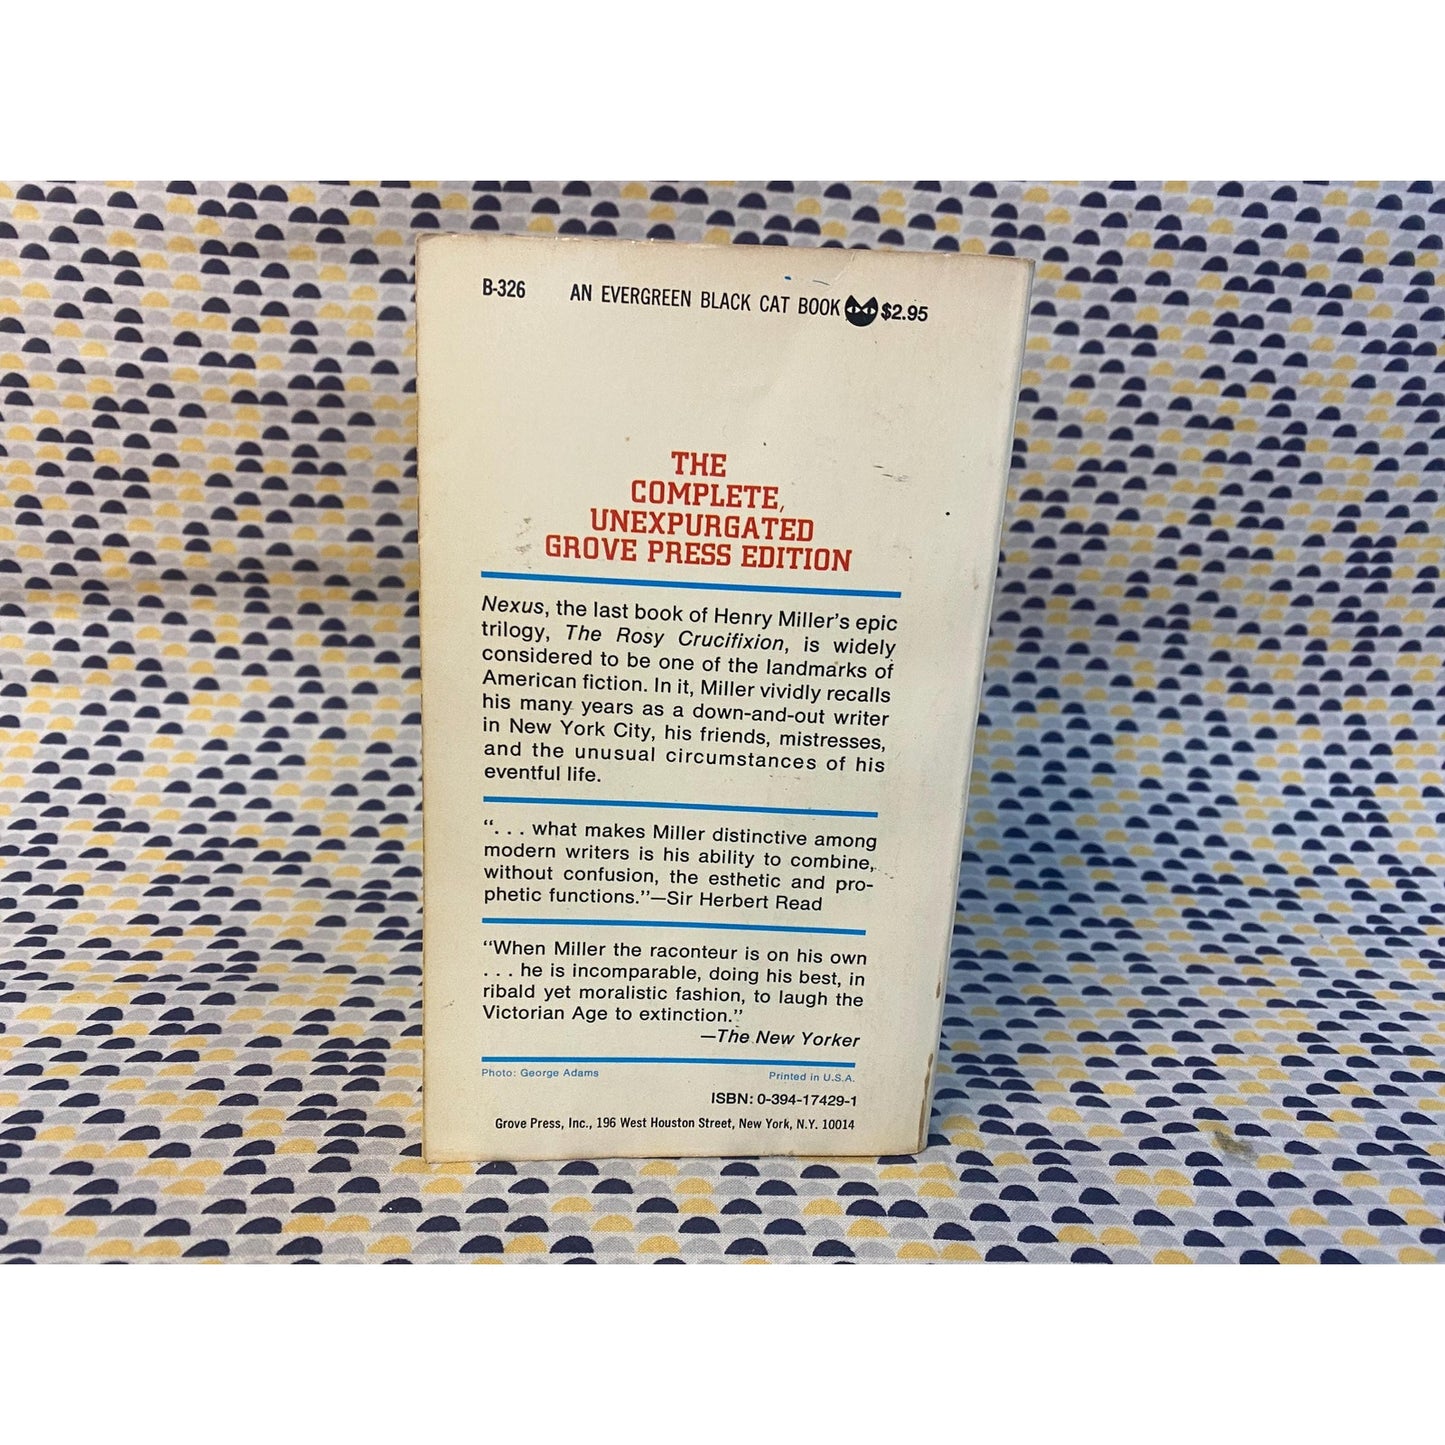 B-326 AN EVERGREEN BLACK CAT BOOK $2.95
THE
COMPLETE,
UNEXPURGATED
GROVE PRESS EDITION
Nexus, the last book of Henry Miller's epic
trilogy, The Rosy Crucifixion, is widely
considered to be one of the landmarks of
American fiction. In it, Miller vividly recalls
his many years as a down-and-out writer
in New York City, his friends, mistresses,
and the unusual circumstances of his
eventful life.
". . . what makes Miller distinctive among
modern writers is his ability to combine,
without confusion, the esthetic and pro-
phetic functions."—Sir Herbert Read
"When Miller the raconteur is on his own
. . . he is incomparable, doing his best, in
ribald yet moralistic fashion, to laugh the
Victorian Age to extinction."
—The New Yorker
Photo: George Adams Printed in U.S.A.
ISBN: 0-394-17429-1
Grove Press, Inc., 196 West Houston Street, New York, N.Y. 10014